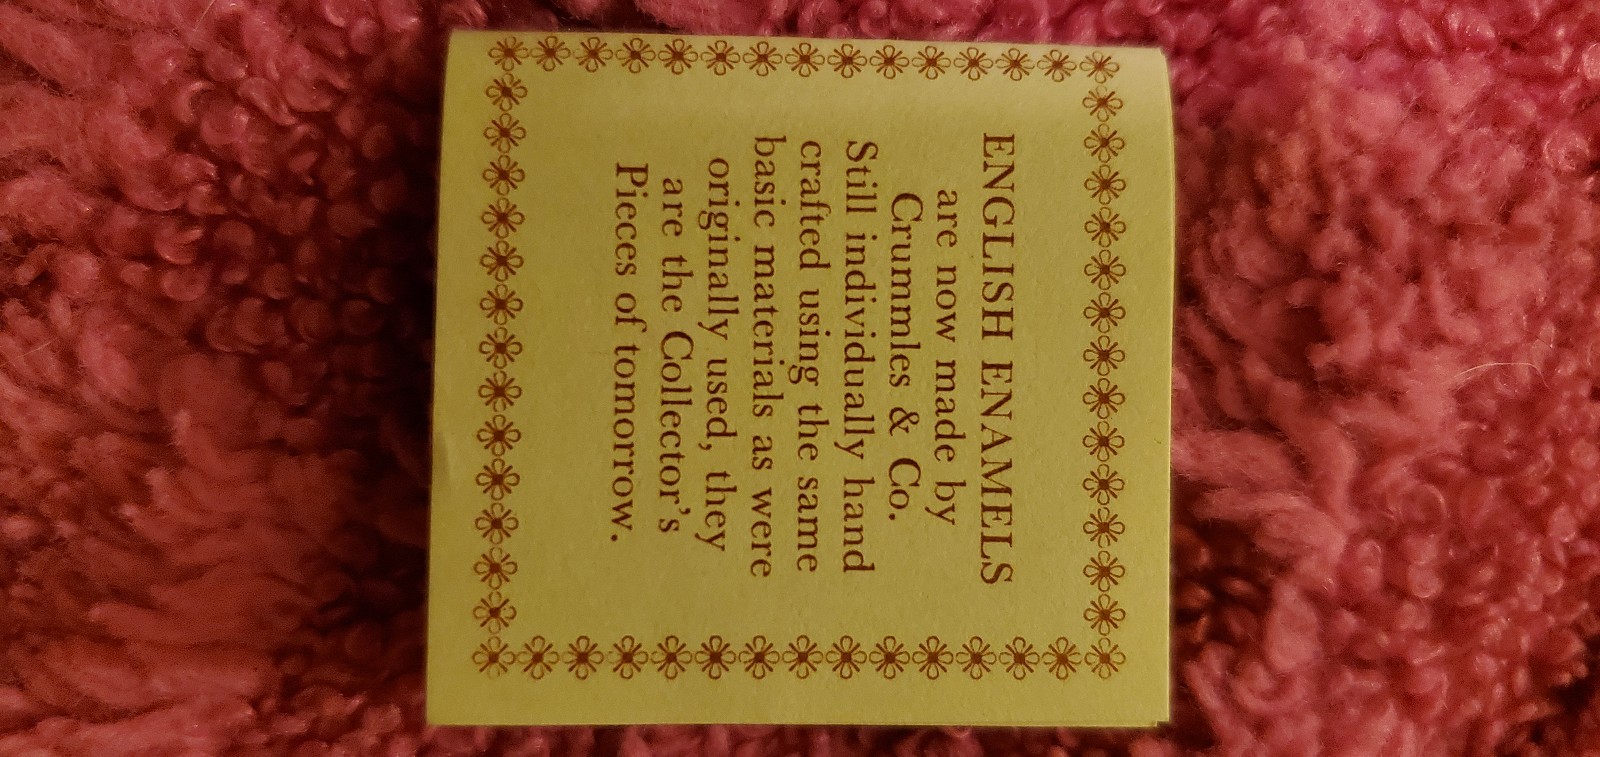 ENGLISH ENAMELS
are now made by
Crummles & Co.
Still individually hand
crafted using the same
basic materials as were
originally used, they
are the Collector's
Pieces of tomorrow.